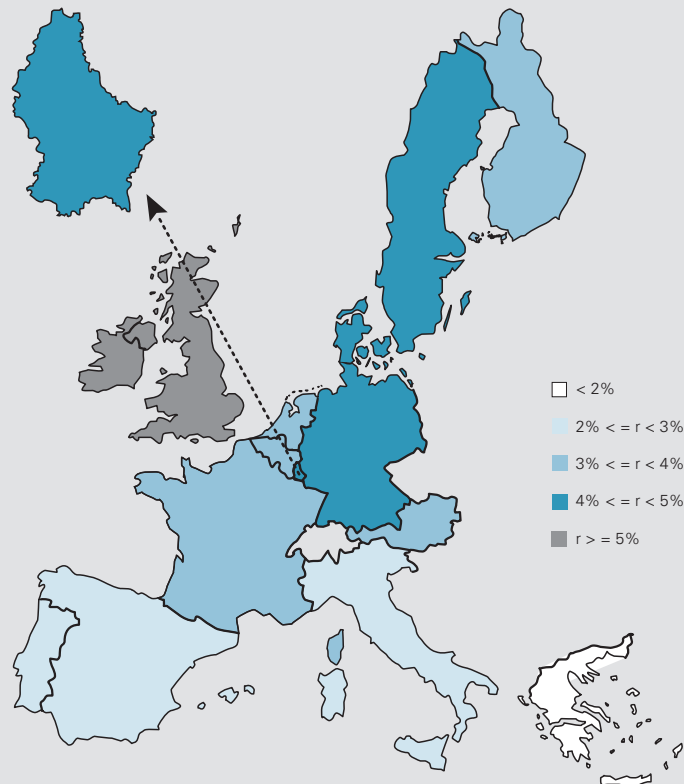 < 2%
2% < = r < 3%
3% < = r < 4%
4% < = r < 5%
r > = 5%